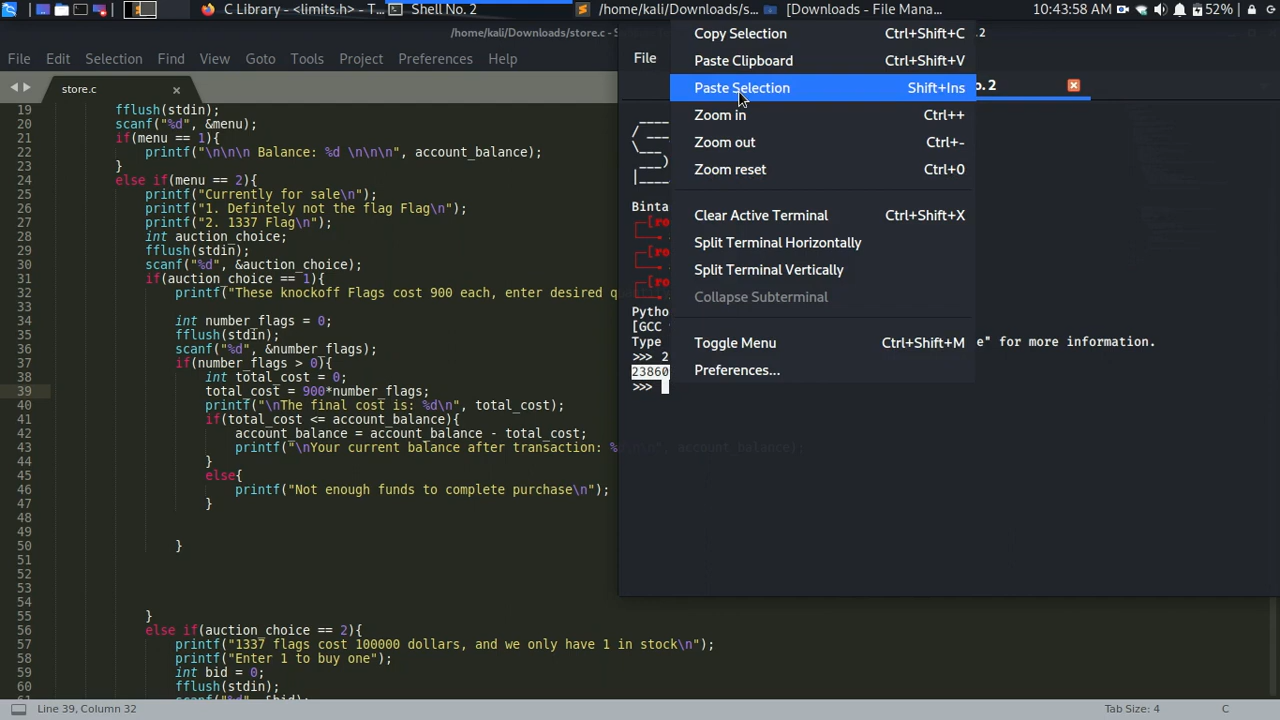 C Library - <limits.h> - T...
Shell No. 2
/home/kali/Downloads/s...
[Downloads - File Mana...
10:43:58 AM
52%
/home/kali/Downloads/store.c
File Edit Selection Find View Goto Tools Project Preferences Help
store.c
19 fflush(stdin);
20 scanf("%d", &menu);
21 if(menu == 1){
22 printf("\n\n\n Balance: %d \n\n\n", account_balance);
23 }
24 else if(menu == 2){
25 printf("Currently for sale\n");
26 printf("1. Defintely not the flag Flag\n");
27 printf("2. 1337 Flag\n");
28 int auction_choice;
29 fflush(stdin);
30 scanf("%d", &auction_choice);
31 if(auction_choice == 1){
32 printf("These knockoff Flags cost 900 each, enter desired
33
34 int number_flags = 0;
35 fflush(stdin);
36 scanf("%d", &number_flags);
37 if(number_flags > 0){
38 int total_cost = 0;
39 total_cost = 900*number_flags;
40 printf("\nThe final cost is: %d\n", total_cost);
41 if(total_cost <= account_balance){
42 account_balance = account_balance - total_cost;
43 printf("\nYour current balance after transaction: %d\n\n", account_balance);
44 }
45 else{
46 printf("Not enough funds to complete purchase\n");
47 }
48
49
50 }
51
52
53
54
55 }
56 else if(auction_choice == 2){
57 printf("1337 flags cost 100000 dollars, and we only have 1 in stock\n");
58 printf("Enter 1 to buy one");
59 int bid = 0;
60 fflush(stdin);
61 scanf("%d", &bid);
Line 39, Column 32
Tab Size: 4
C
File
o. 2
Copy Selection Ctrl+Shift+C
Paste Clipboard Ctrl+Shift+V
Paste Selection Shift+Ins
Zoom in Ctrl++
Zoom out Ctrl+-
Zoom reset Ctrl+0
Clear Active Terminal Ctrl+Shift+X
Split Terminal Horizontally
Split Terminal Vertically
Collapse Subterminal
Toggle Menu Ctrl+Shift+M
Preferences...
Binta
[ro
[ro
[ro
Pytho
[GCC
Type e" for more information.
>>> 2
23860
>>>